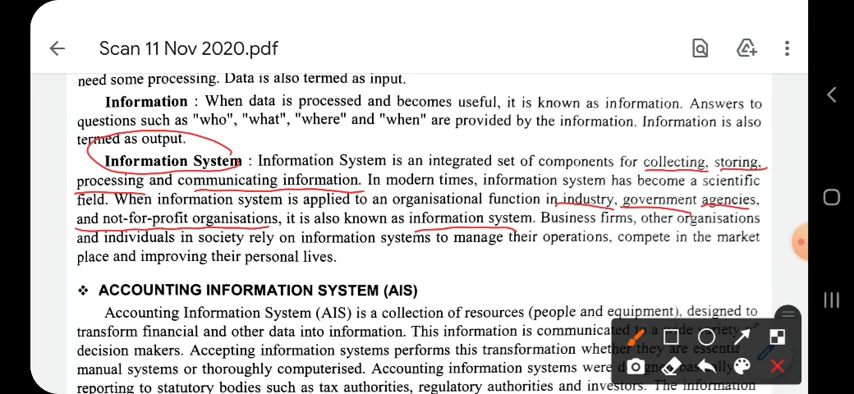 Scan 11 Nov 2020.pdf
need some processing. Data is also termed as input.
Information : When data is processed and becomes useful, it is known as information. Answers to
questions such as "who", "what", "where" and "when" are provided by the information. Information is also
termed as output.
Information System : Information System is an integrated set of components for collecting, storing,
processing and communicating information. In modern times, information system has become a scientific
field. When information system is applied to an organisational function in industry, government agencies,
and not-for-profit organisations, it is also known as information system. Business firms, other organisations
and individuals in society rely on information systems to manage their operations, compete in the market
place and improving their personal lives.
❖ ACCOUNTING INFORMATION SYSTEM (AIS)
Accounting Information System (AIS) is a collection of resources (people and equipment), designed to
transform financial and other data into information. This information is communicated to a wide variety of
decision makers. Accepting information systems performs this transformation whether they are
manual systems or thoroughly computerised. Accounting information systems were
reporting to statutory bodies such as tax authorities, regulatory authorities and investors. The information